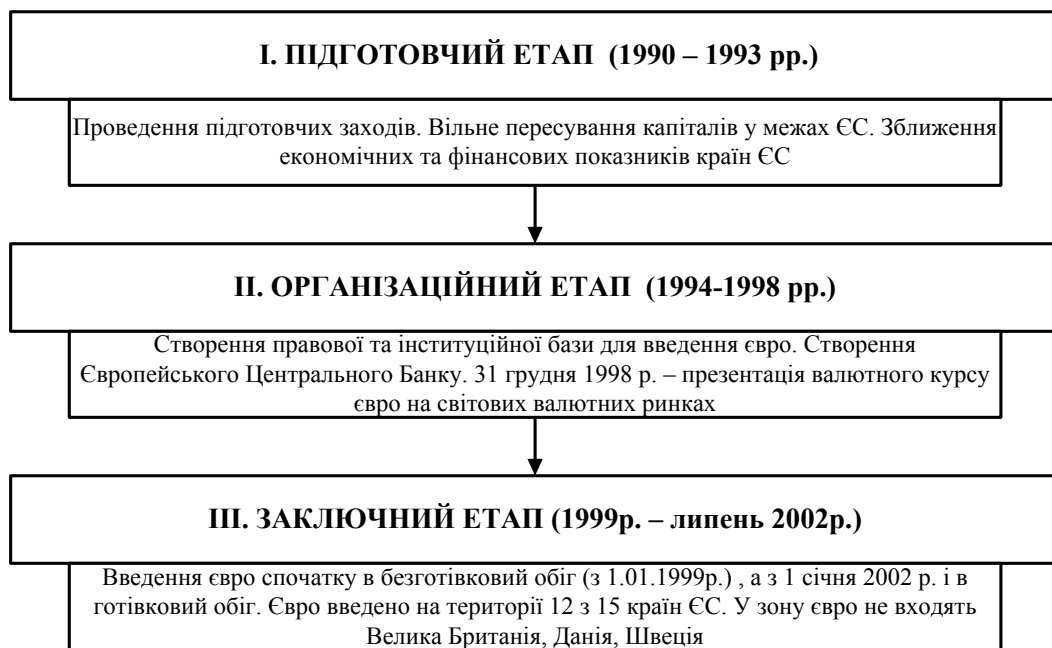 І. ПІДГОТОВЧИЙ ЕТАП (1990 – 1993 рр.)
Проведення підготовчих заходів. Вільне пересування капіталів у межах ЄС. Зближення
економічних та фінансових показників країн ЄС
ІІ. ОРГАНІЗАЦІЙНИЙ ЕТАП (1994-1998 рр.)
Створення правової та інституційної бази для введення євро. Створення
Європейського Центрального Банку. 31 грудня 1998 р. – презентація валютного курсу
євро на світових валютних ринках
ІІІ. ЗАКЛЮЧНИЙ ЕТАП (1999р. – липень 2002р.)
Введення євро спочатку в безготівковий обіг (з 1.01.1999р.) , а з 1 січня 2002 р. і в
готівковий обіг. Євро введено на території 12 з 15 країн ЄС. У зону євро не входять
Велика Британія, Данія, Швеція